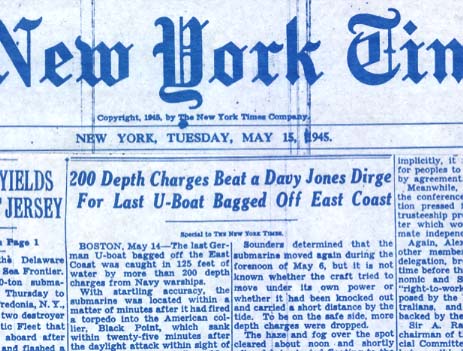 New York Tim
Copyright, 1945, by The New York Times Company.
NEW YORK, TUESDAY, MAY 15, 1945.
YIELDS
JERSEY
Page 1
the Delaware
Sea Frontier.
0-ton subma-
Thursday to
redonia, N. Y.,
two destroyer
tic Fleet that
aboard after
and flashed a
200 Depth Charges Beat a Davy Jones Dirge
For Last U-Boat Bagged Off East Coast
Special to THE NEW YORK TIMES.
BOSTON, May 14—The last Ger-
man U-boat bagged off the East
Coast was caught in 125 feet of
water by more than 200 depth
charges from Navy warships.
With startling accuracy, the
submarine was located within a
matter of minutes after it had fired
a torpedo into the American col-
lier, Black Point, which sank
within twenty-five minutes after
the daylight attack within sight of
Sounders determined that the
submarine moved again during the
forenoon of May 6, but it is not
known whether the craft tried to
move under its own power or
whether it had been knocked out
and carried a short distance by the
tide. To be on the safe side, more
depth charges were dropped.
The haze and fog over the spot
cleared about noon and shortly
implicitly, it
for peoples to
by agreement.
Meanwhile,
the conference
tion pressed
trusteeship pro
ter which wo
mate independ
Again, Alex
other membe
delegation, br
time before th
nomic and S
"right-to-work
posed by the
tralians, and
backed by the
Sir A. Ra
chairman of t
cial Committe